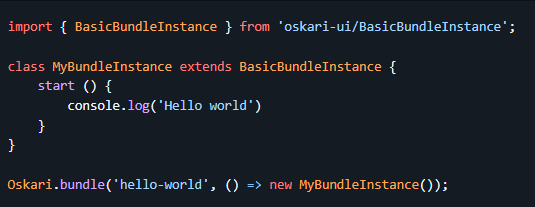 import { BasicBundleInstance } from 'oskari-ui/BasicBundleInstance';
class MyBundleInstance extends BasicBundleInstance {
    start () {
        console.log('Hello world')
    }
}
Oskari.bundle('hello-world', () => new MyBundleInstance());